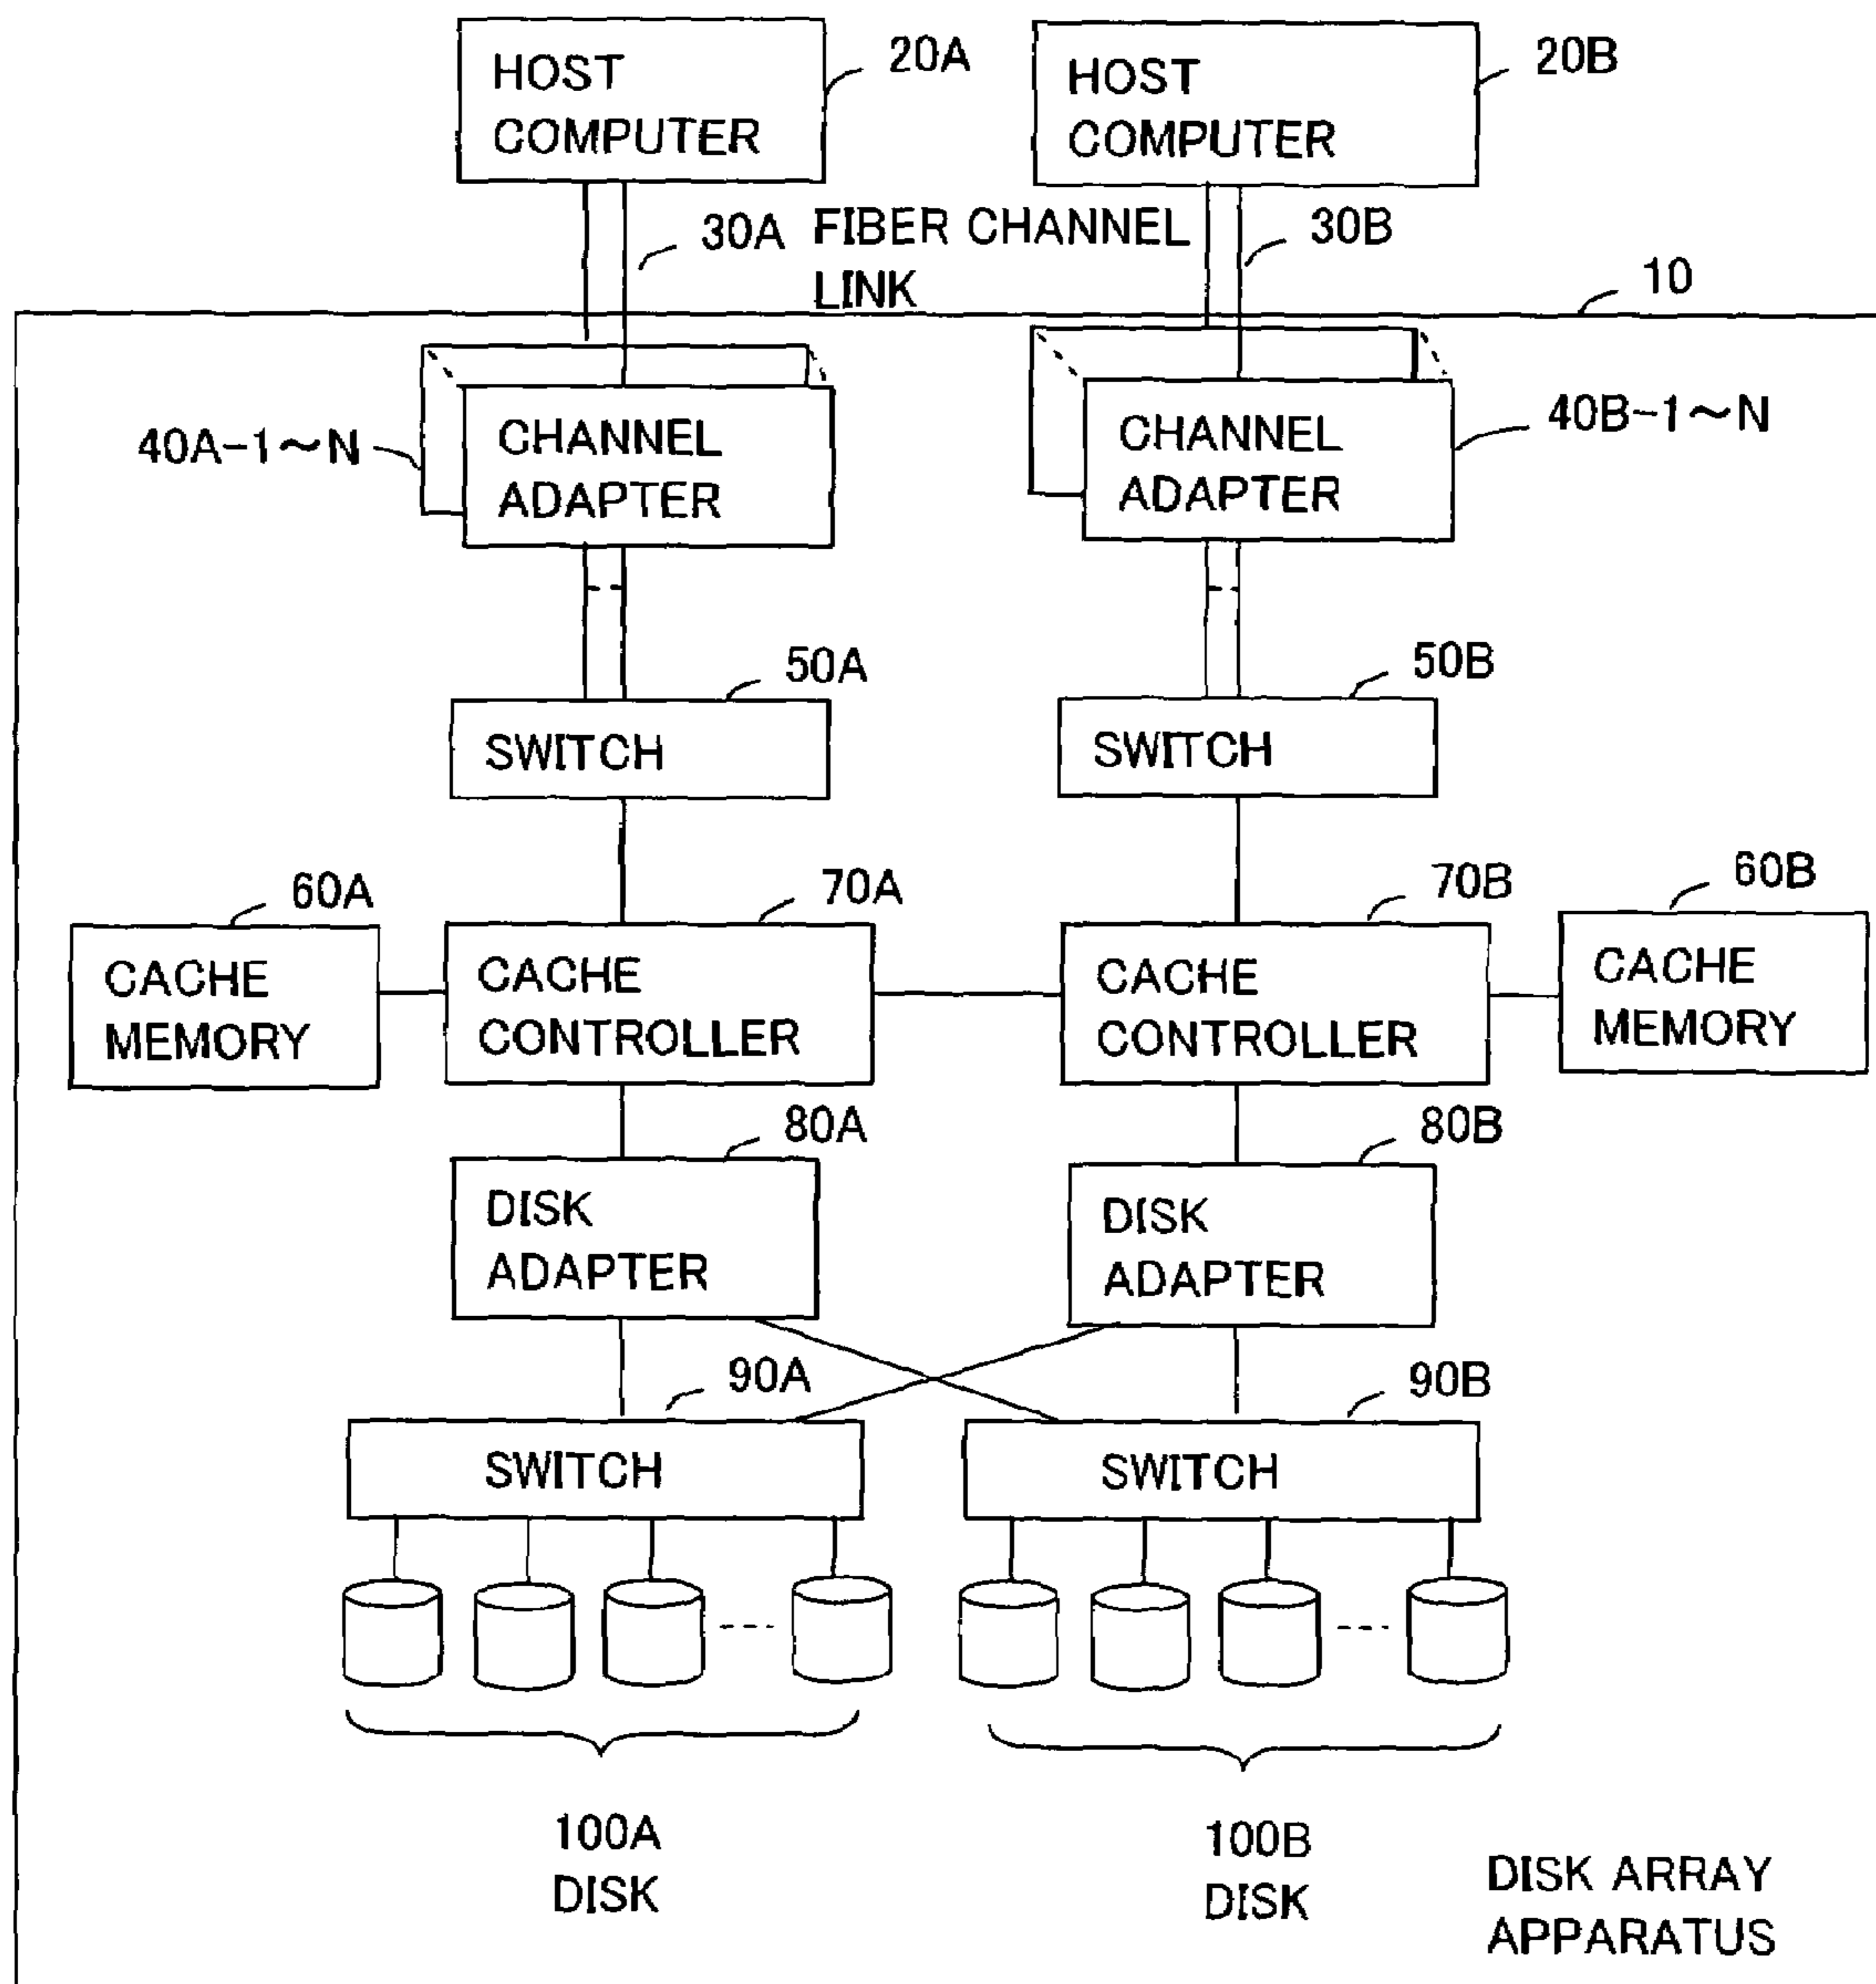 HOST
COMPUTER
20A
HOST
COMPUTER
20B
30A
FIBER CHANNEL
LINK
30B
10
40A-1～N
CHANNEL
ADAPTER
CHANNEL
ADAPTER
40B-1～N
50A
SWITCH
50B
SWITCH
60A
CACHE
MEMORY
70A
CACHE
CONTROLLER
70B
CACHE
CONTROLLER
60B
CACHE
MEMORY
80A
DISK
ADAPTER
80B
DISK
ADAPTER
90A
SWITCH
90B
SWITCH
100A
DISK
100B
DISK
DISK ARRAY
APPARATUS